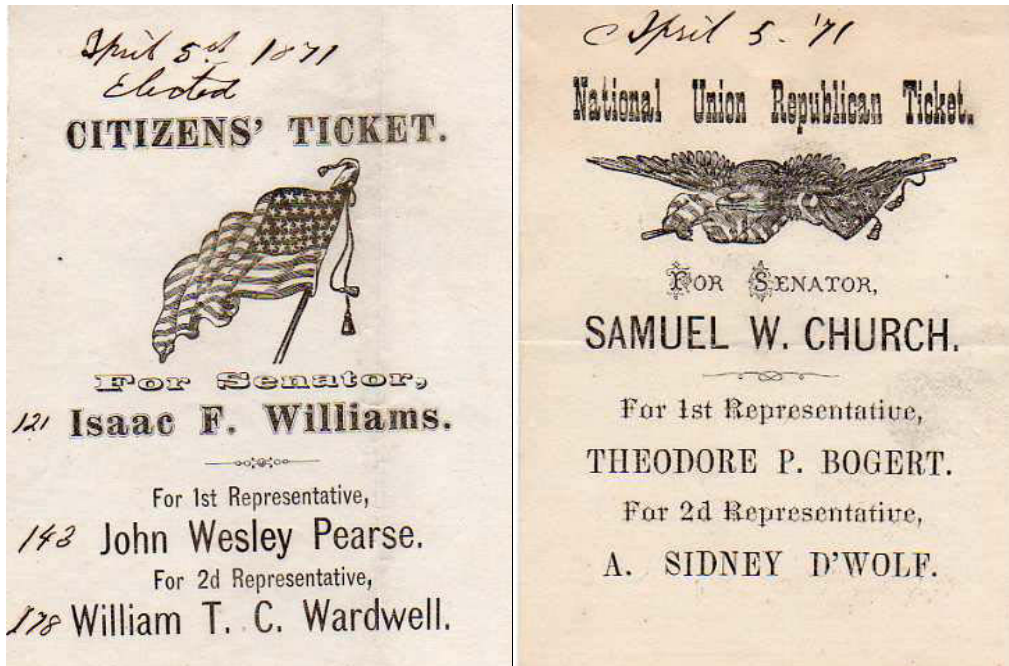 April 5th 1871
Elected
CITIZENS' TICKET.
For Senator,
121 Isaac F. Williams.
For 1st Representative,
143 John Wesley Pearse.
For 2d Representative,
178 William T. C. Wardwell.
April 5. '71
National Union Republican Ticket.
FOR SENATOR,
SAMUEL W. CHURCH.
For 1st Representative,
THEODORE P. BOGERT.
For 2d Representative,
A. SIDNEY D'WOLF.